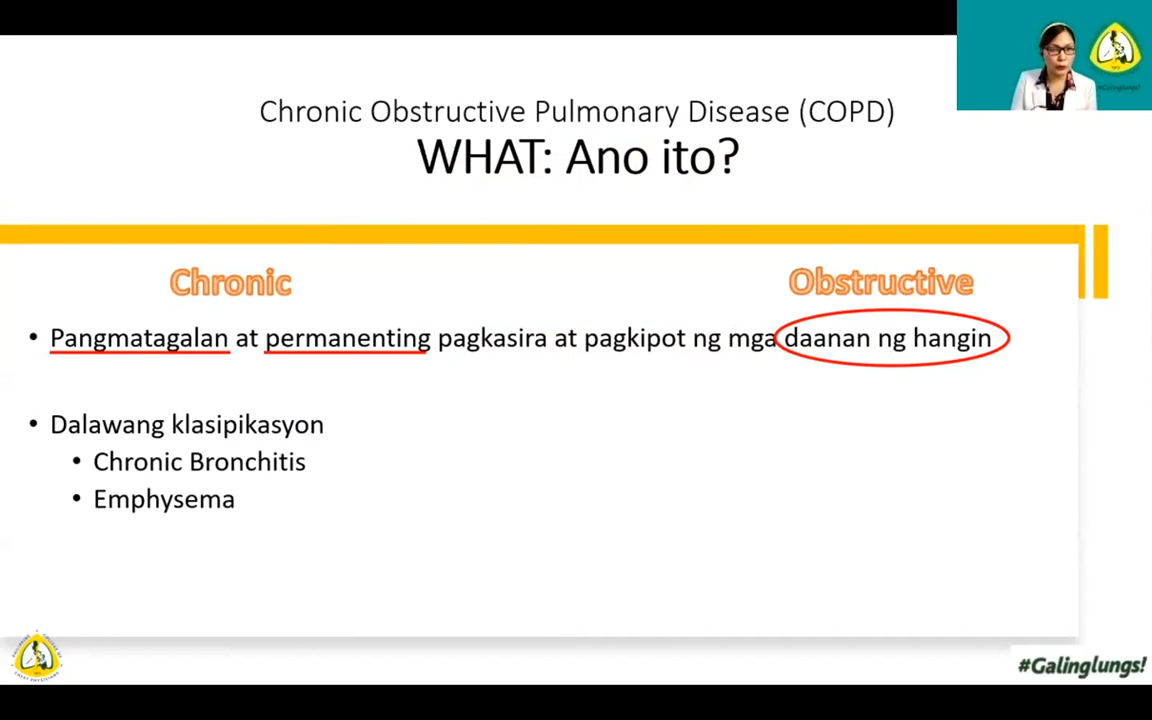 #Galinglungs!
Chronic Obstructive Pulmonary Disease (COPD)
WHAT: Ano ito?
Chronic
Obstructive
• Pangmatagalan at permanenting pagkasira at pagkipot ng mga daanan ng hangin
• Dalawang klasipikasyon
• Chronic Bronchitis
• Emphysema
#Galinglungs!